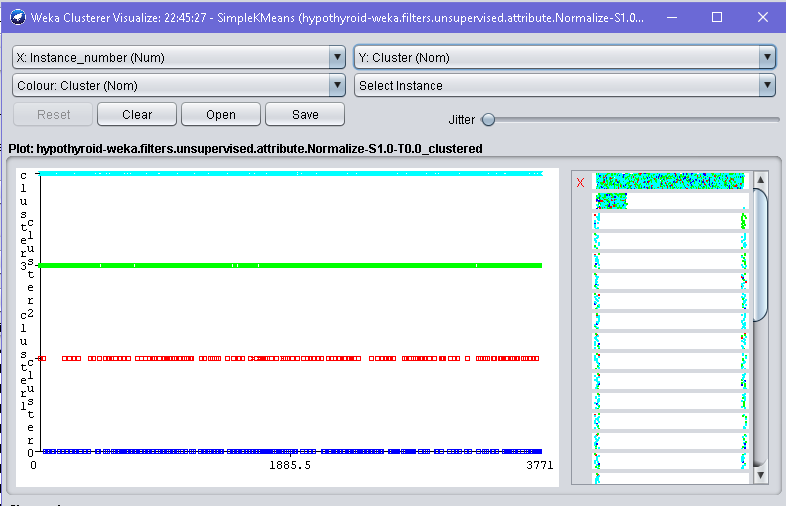 Weka Clusterer Visualize: 22:45:27 - SimpleKMeans (hypothyroid-weka.filters.unsupervised.attribute.Normalize-S1.0...
X: Instance_number (Num)
Y: Cluster (Nom)
Colour: Cluster (Nom)
Select Instance
Reset
Clear
Open
Save
Jitter
Plot: hypothyroid-weka.filters.unsupervised.attribute.Normalize-S1.0-T0.0_clustered
cluster3
cluster2
cluster1
cluster0
0
1885.5
3771
X